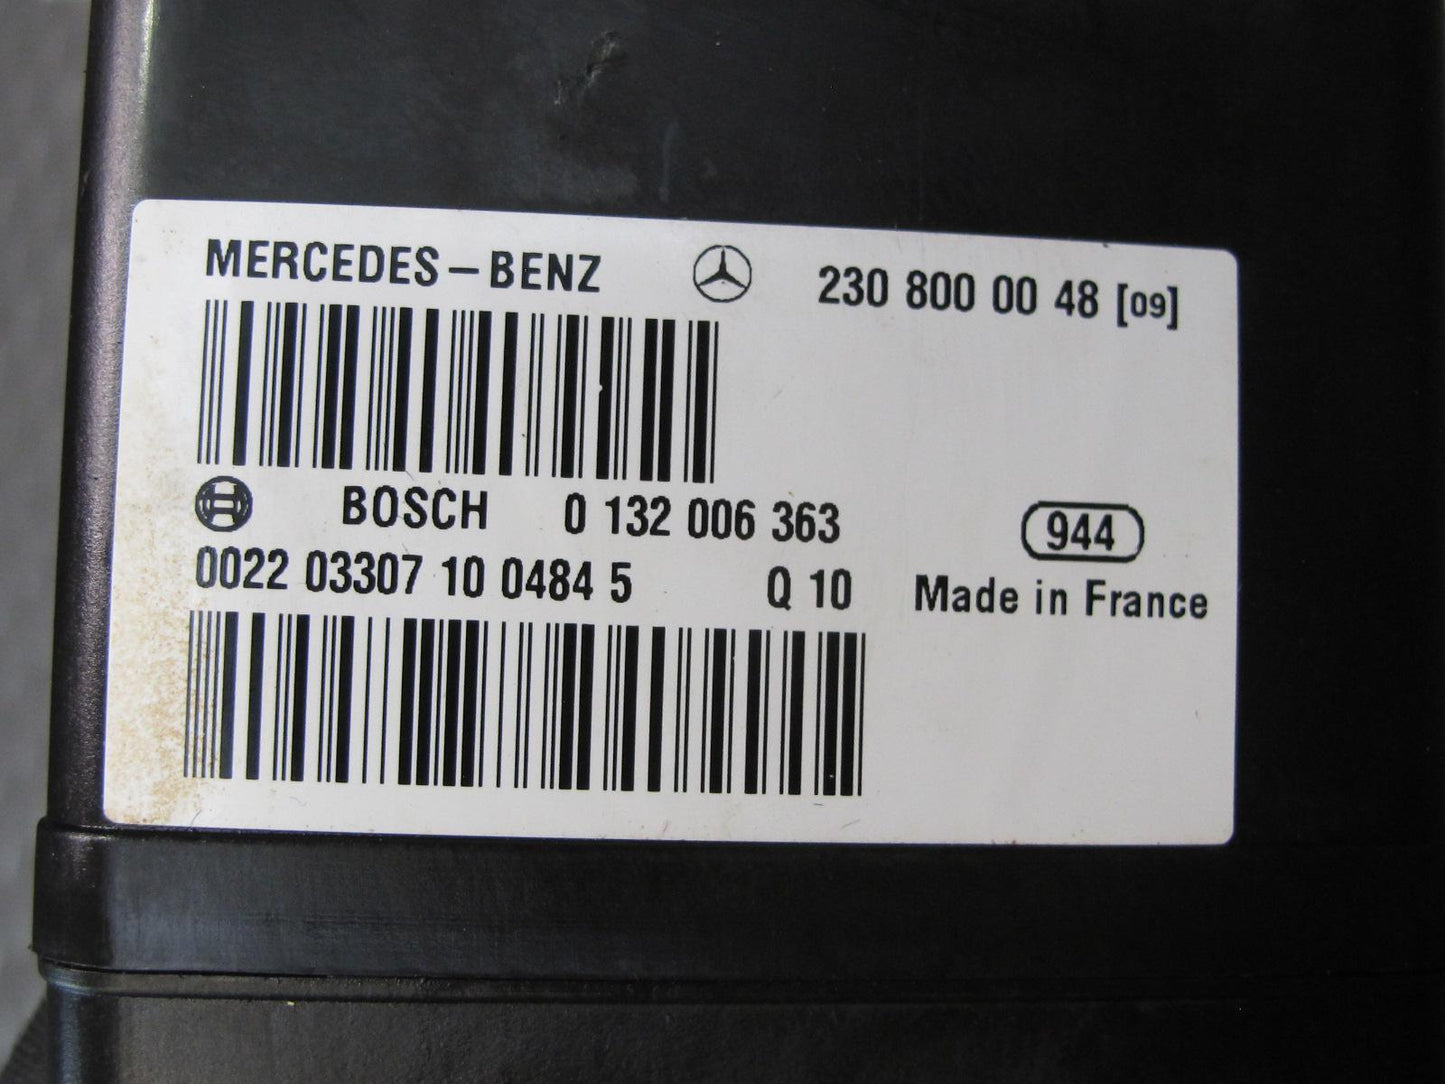 MERCEDES-BENZ 230 800 00 48 [09]
BOSCH 0 132 006 363
944
0022 03307 10 0484 5 Q 10
Made in France